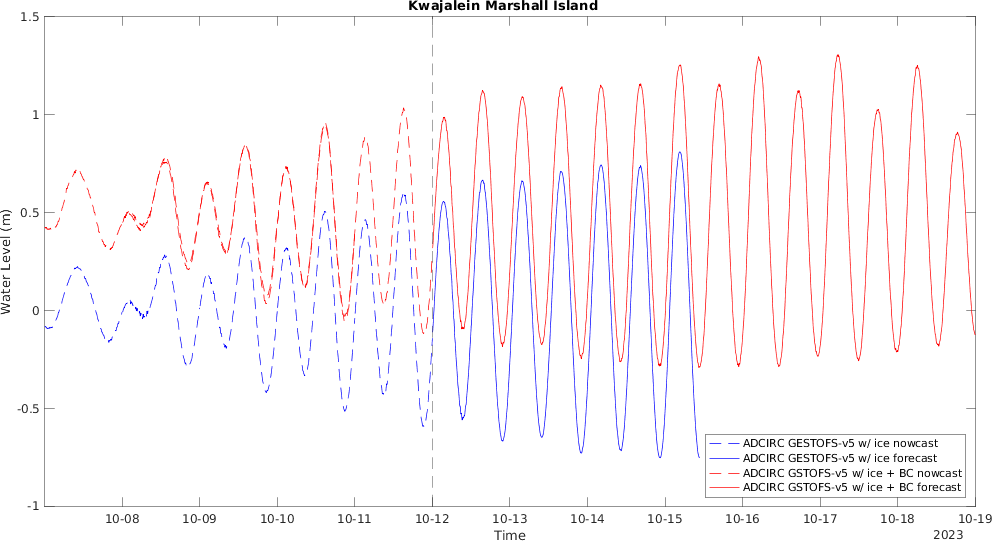 Kwajalein Marshall Island
1.5
1
0.5
0
-0.5
-1
Water Level (m)
10-08 10-09 10-10 10-11 10-12 10-13 10-14 10-15 10-16 10-17 10-18 10-19
Time
2023
ADCIRC GESTOFS-v5 w/ ice nowcast
ADCIRC GESTOFS-v5 w/ ice forecast
ADCIRC GSTOFS-v5 w/ ice + BC nowcast
ADCIRC GSTOFS-v5 w/ ice + BC forecast